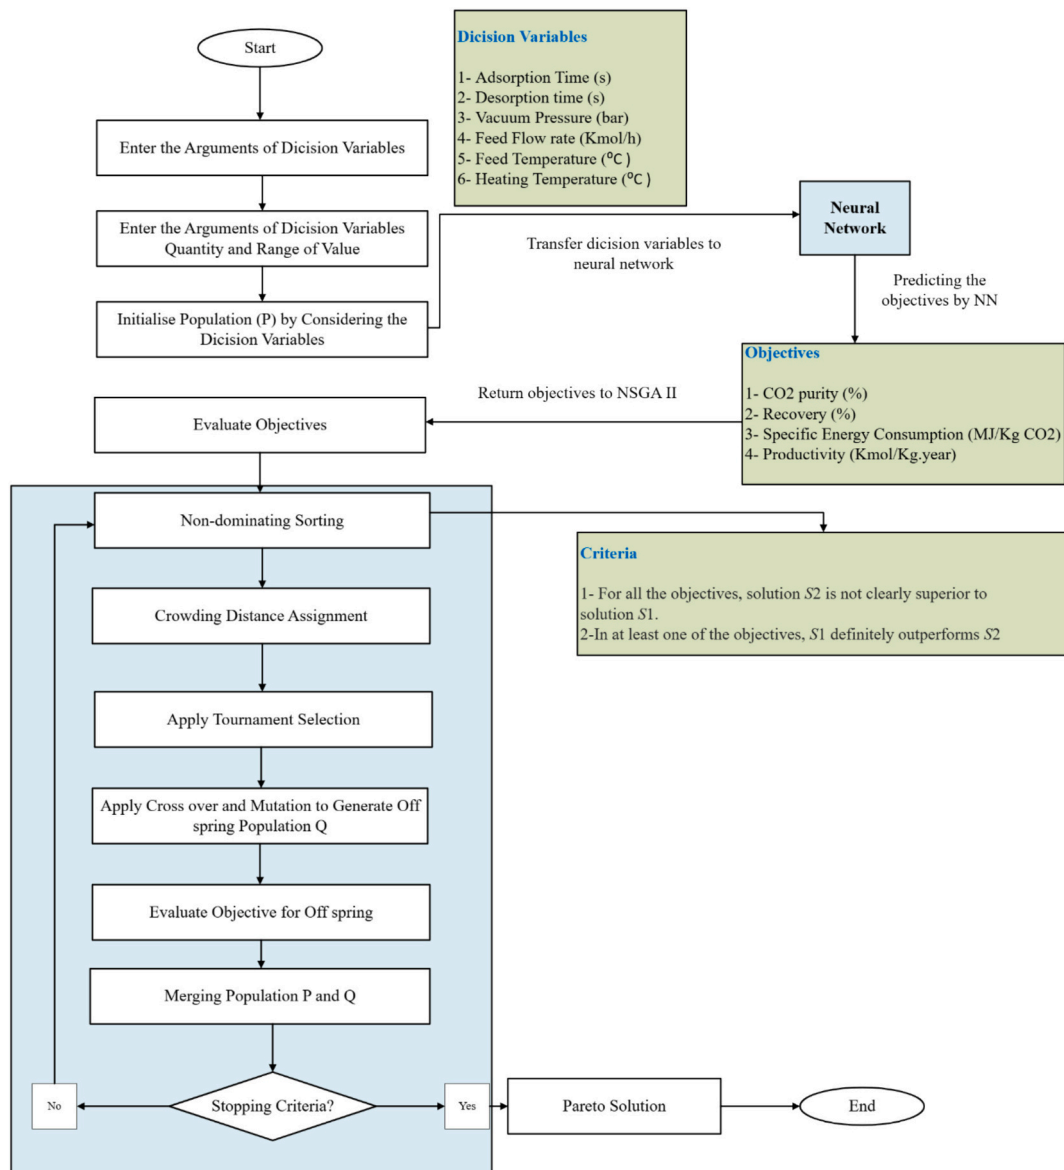 Start
Dicision Variables
1- Adsorption Time (s)
2- Desorption time (s)
3- Vacuum Pressure (bar)
4- Feed Flow rate (Kmol/h)
5- Feed Temperature (⁰C)
6- Heating Temperature (⁰C)
Enter the Arguments of Dicision Variables
Enter the Arguments of Dicision Variables
Quantity and Range of Value
Initialise Population (P) by Considering the
Dicision Variables
Transfer dicision variables to
neural network
Neural
Network
Predicting the
objectives by NN
Objectives
1- CO2 purity (%)
2- Recovery (%)
3- Specific Energy Consumption (MJ/Kg CO2)
4- Productivity (Kmol/Kg.year)
Return objectives to NSGA II
Evaluate Objectives
Non-dominating Sorting
Criteria
1- For all the objectives, solution S2 is not clearly superior to
solution S1.
2-In at least one of the objectives, S1 definitely outperforms S2
Crowding Distance Assignment
Apply Tournament Selection
Apply Cross over and Mutation to Generate Off
spring Population Q
Evaluate Objective for Off spring
Merging Population P and Q
No
Stopping Criteria?
Yes
Pareto Solution
End